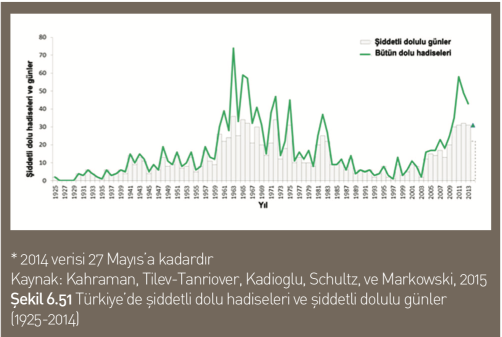 Şiddetli dolulu günler
Bütün dolu hadiseleri
Şiddetli dolu hadiseleri ve günler
80
70
60
50
40
30
20
10
0
1925 1927 1929 1931 1933 1935 1937 1939 1941 1943 1945 1947 1949 1951 1953 1955 1957 1959 1961 1963 1965 1967 1969 1971 1973 1975 1977 1979 1981 1983 1985 1987 1989 1991 1993 1995 1997 1999 2001 2003 2005 2007 2009 2011 2013
Yıl
* 2014 verisi 27 Mayıs’a kadardır
Kaynak: Kahraman, Tilev-Tanriover, Kadioglu, Schultz, ve Markowski, 2015
Şekil 6.51 Türkiye’de şiddetli dolu hadiseleri ve şiddetli dolulu günler
(1925-2014)